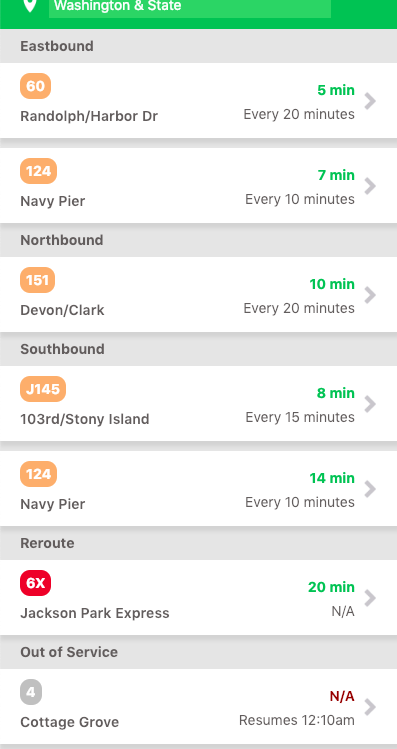 Washington & State
Eastbound
60
5 min
Randolph/Harbor Dr
Every 20 minutes
124
7 min
Navy Pier
Every 10 minutes
Northbound
151
10 min
Devon/Clark
Every 20 minutes
Southbound
J145
8 min
103rd/Stony Island
Every 15 minutes
124
14 min
Navy Pier
Every 10 minutes
Reroute
6X
20 min
Jackson Park Express
N/A
Out of Service
4
N/A
Cottage Grove
Resumes 12:10am